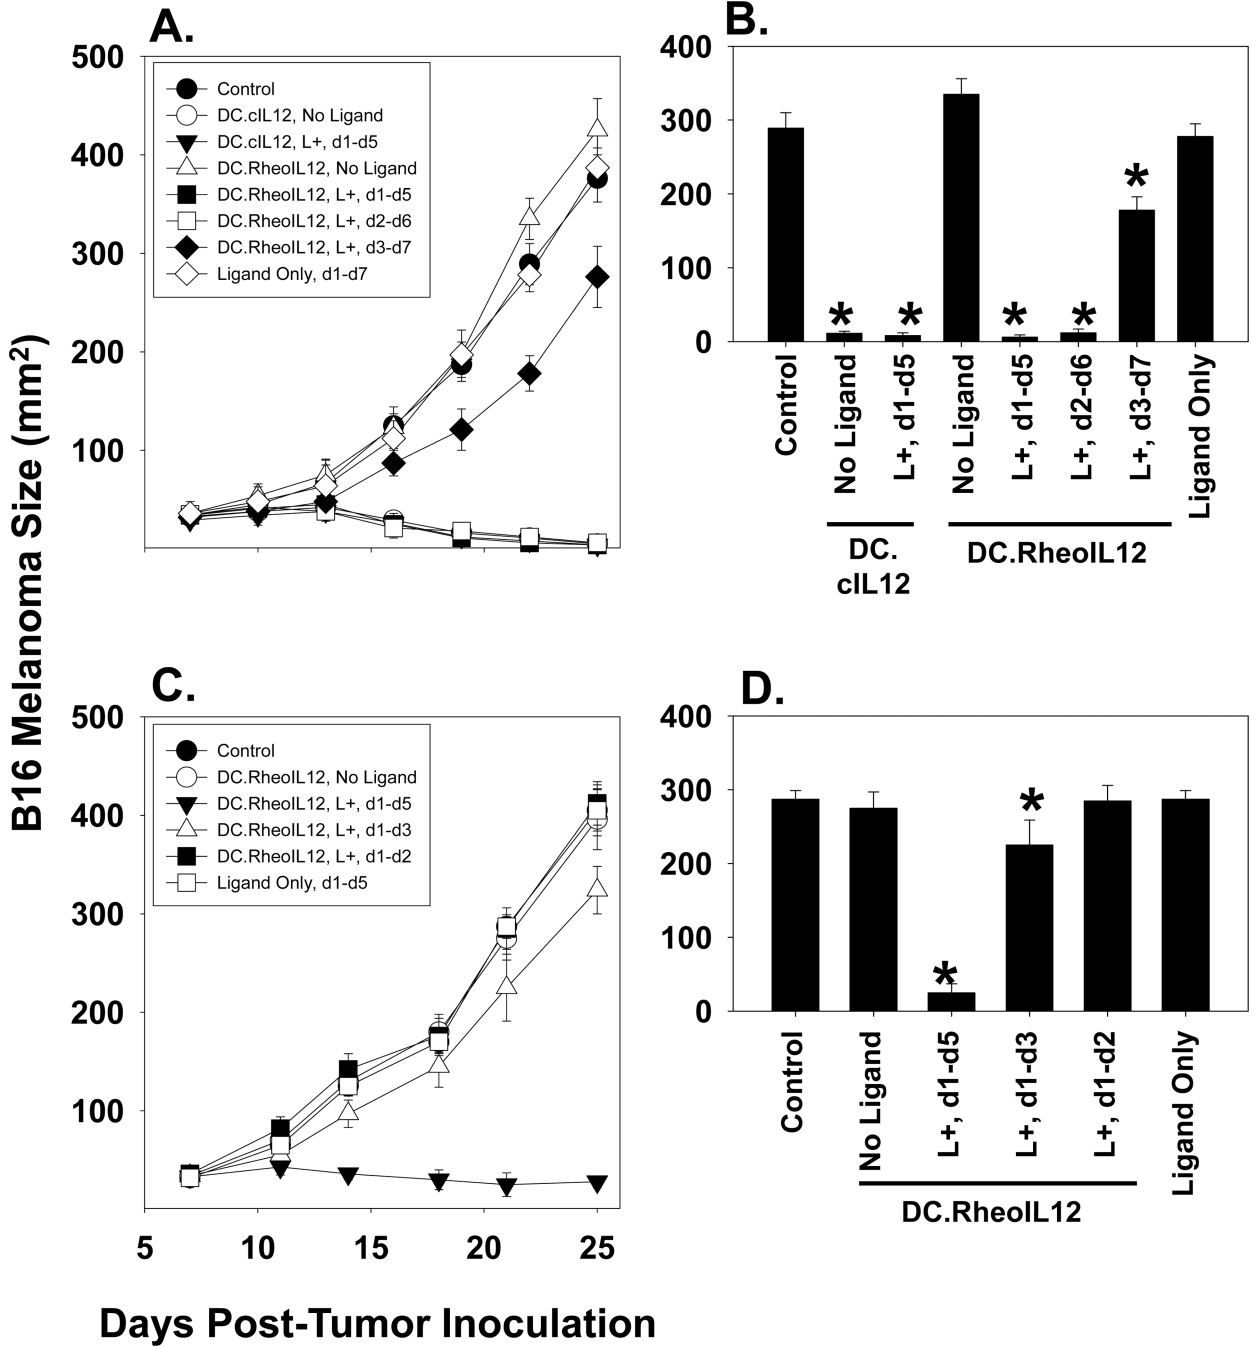 A.
500
400
300
200
100
Control
DC.cIL12, No Ligand
DC.cIL12, L+, d1-d5
DC.RheoIL12, No Ligand
DC.RheoIL12, L+, d1-d5
DC.RheoIL12, L+, d2-d6
DC.RheoIL12, L+, d3-d7
Ligand Only, d1-d7
B.
400
300
200
100
0
*
*
*
*
*
Control
No Ligand
L+, d1-d5
No Ligand
L+, d1-d5
L+, d2-d6
L+, d3-d7
Ligand Only
DC.
cIL12
DC.RheoIL12
B16 Melanoma Size (mm²)
C.
500
400
300
200
100
Control
DC.RheoIL12, No Ligand
DC.RheoIL12, L+, d1-d5
DC.RheoIL12, L+, d1-d3
DC.RheoIL12, L+, d1-d2
Ligand Only, d1-d5
5
10
15
20
25
Days Post-Tumor Inoculation
D.
400
300
200
100
0
*
*
Control
No Ligand
L+, d1-d5
L+, d1-d3
L+, d1-d2
Ligand Only
DC.RheoIL12